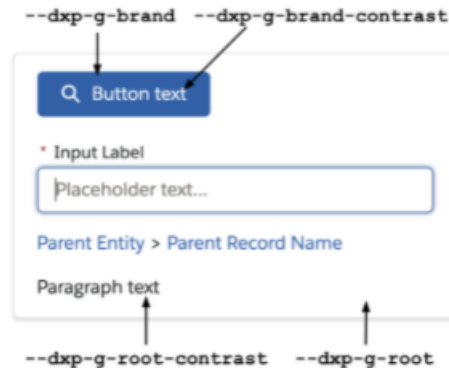 --dxp-g-brand --dxp-g-brand-contrast
Button text
* Input Label
Placeholder text...
Parent Entity > Parent Record Name
Paragraph text
--dxp-g-root-contrast --dxp-g-root